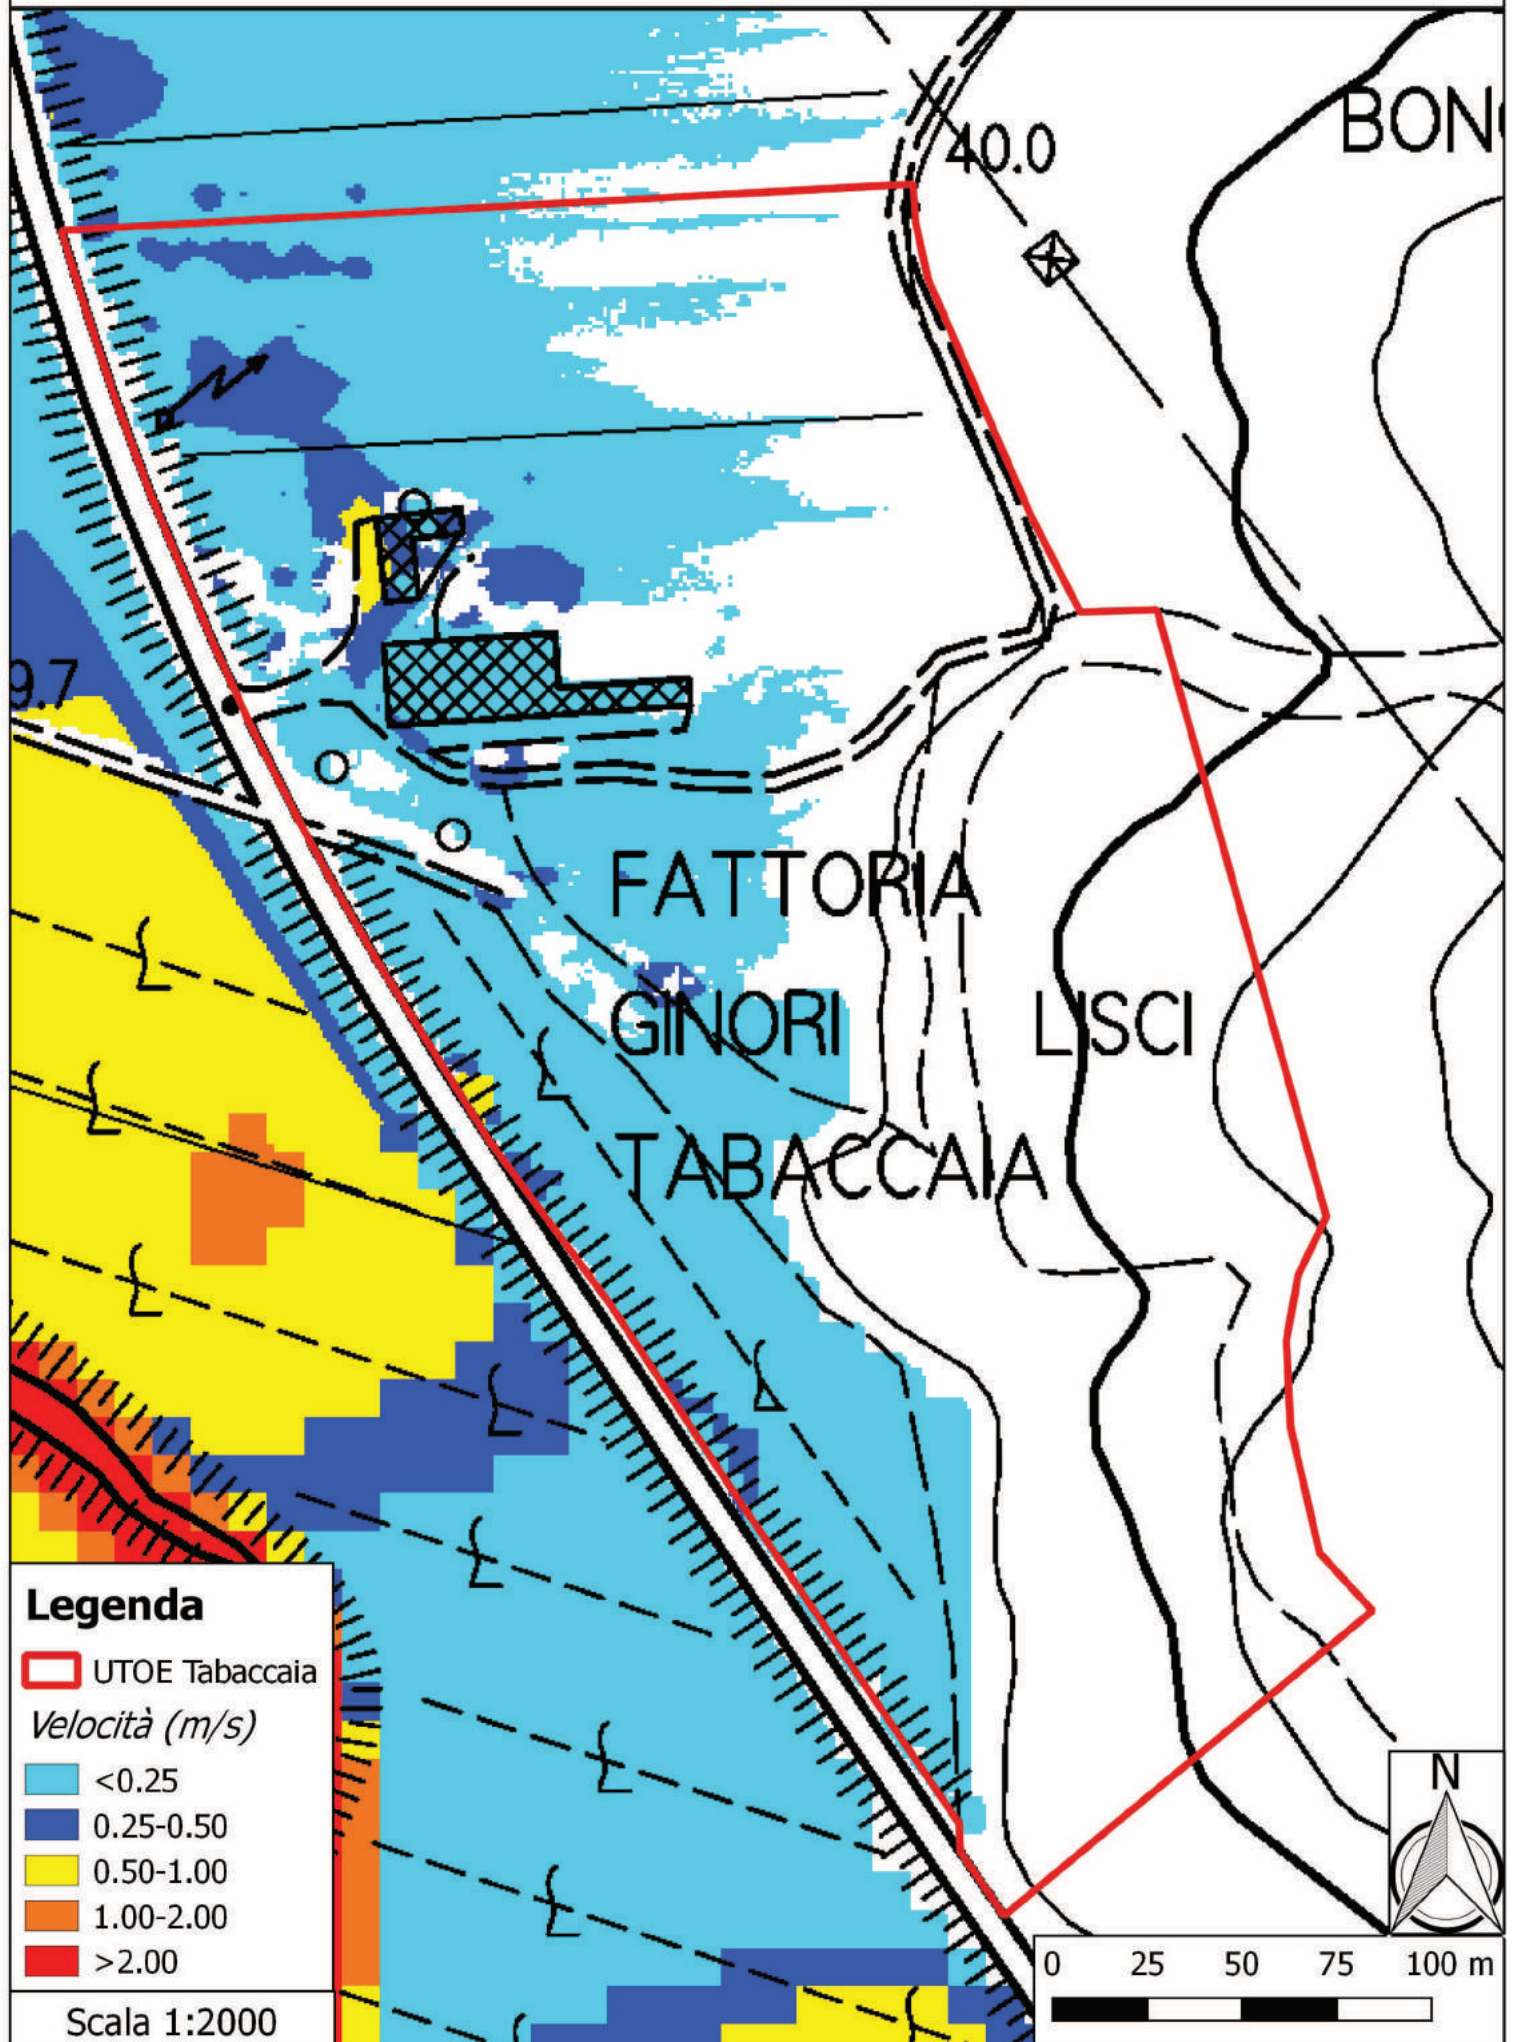 BON
40.0
9.7
FATTORIA
GINORI LISCI
TABACCAIA
Legenda
UTOE Tabaccaia
Velocità (m/s)
<0.25
0.25-0.50
0.50-1.00
1.00-2.00
>2.00
Scala 1:2000
N
0 25 50 75 100 m